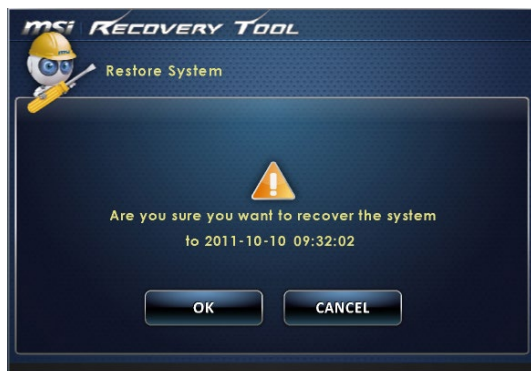 msi RECOVERY TOOL
Restore System
Are you sure you want to recover the system
to 2011-10-10 09:32:02
OK
CANCEL